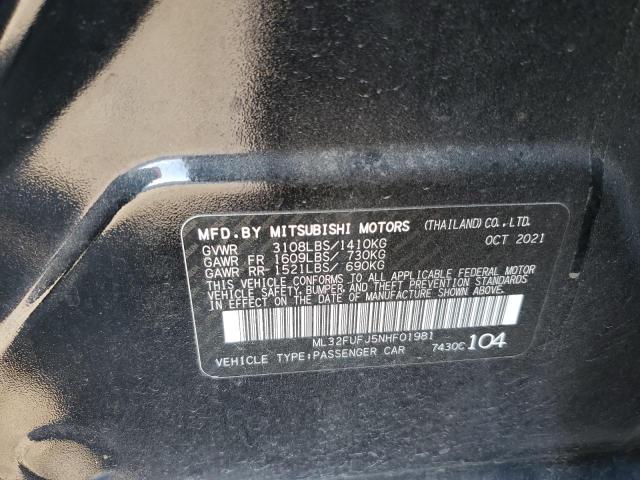 MFD.BY MITSUBISHI MOTORS (THAILAND) CO.,LTD.
GVWR 3108LBS/1410KG OCT 2021
GAWR FR 1609LBS/ 730KG
GAWR RR-1521LBS/ 690KG
THIS VEHICLE CONFORMS TO ALL APPLICABLE FEDERAL MOTOR
VEHICLE SAFETY,BUMPER, AND THEFT PREVENTION STANDARDS
IN EFFECT ON THE DATE OF MANUFACTURE SHOWN ABOVE.
ML32FUFJ5NHF01981
VEHICLE TYPE:PASSENGER CAR 7430C 104